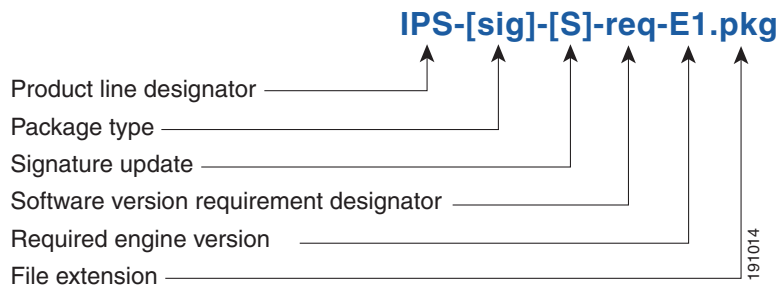 IPS-[sig]-[S]-req-E1.pkg
Product line designator
Package type
Signature update
Software version requirement designator
Required engine version
File extension
191014